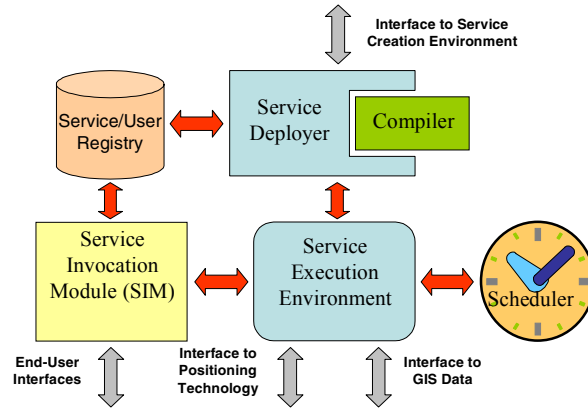 Interface to Service
Creation Environment
Service/User
Registry
Service
Deployer
Compiler
Service
Invocation
Module (SIM)
Service
Execution
Environment
Scheduler
End-User
Interfaces
Interface to
Positioning
Technology
Interface to
GIS Data